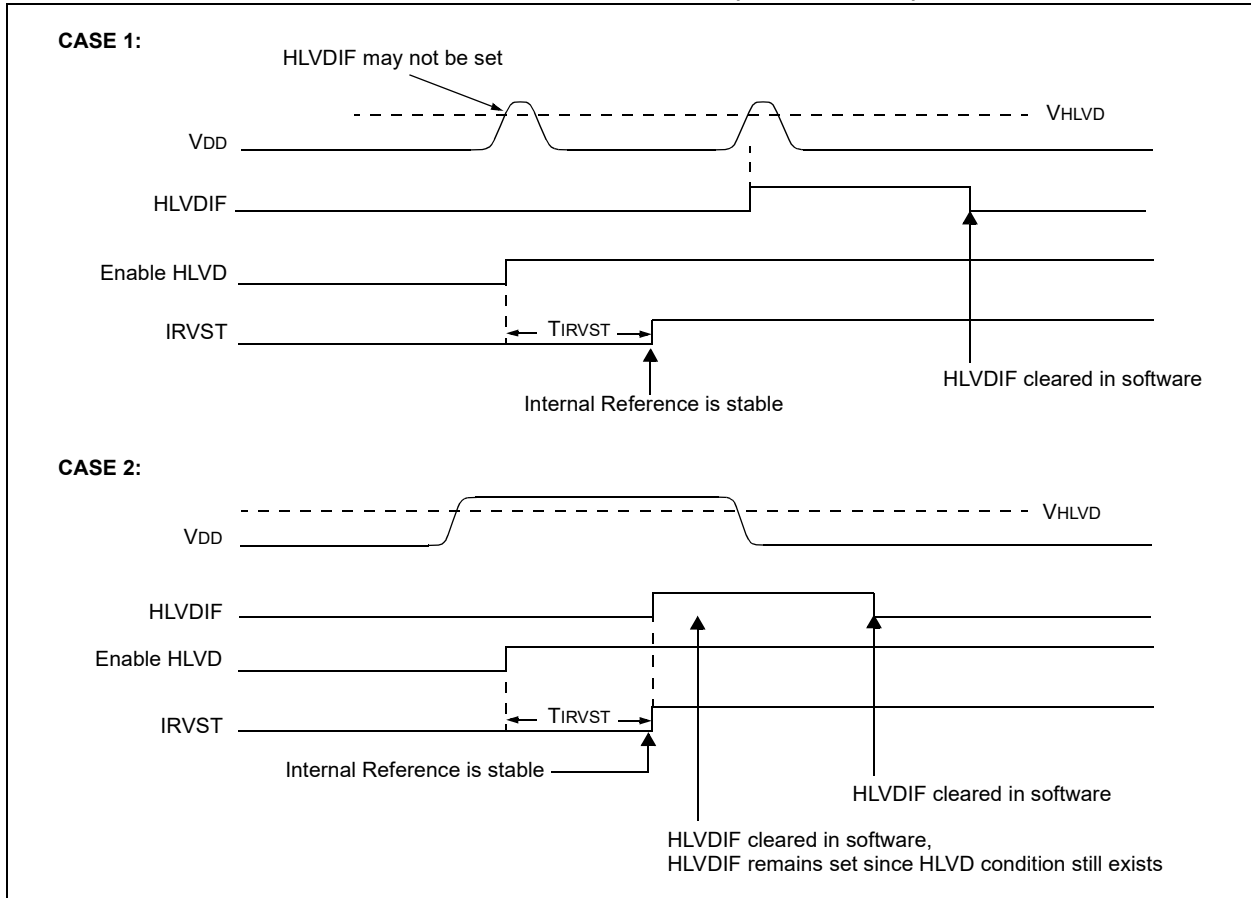 CASE 1:
HLVDIF may not be set
VHLVD
VDD
HLVDIF
Enable HLVD
IRVST
TIRVST
HLVDIF cleared in software
Internal Reference is stable
CASE 2:
VHLVD
VDD
HLVDIF
Enable HLVD
IRVST
TIRVST
Internal Reference is stable
HLVDIF cleared in software
HLVDIF cleared in software,
HLVDIF remains set since HLVD condition still exists